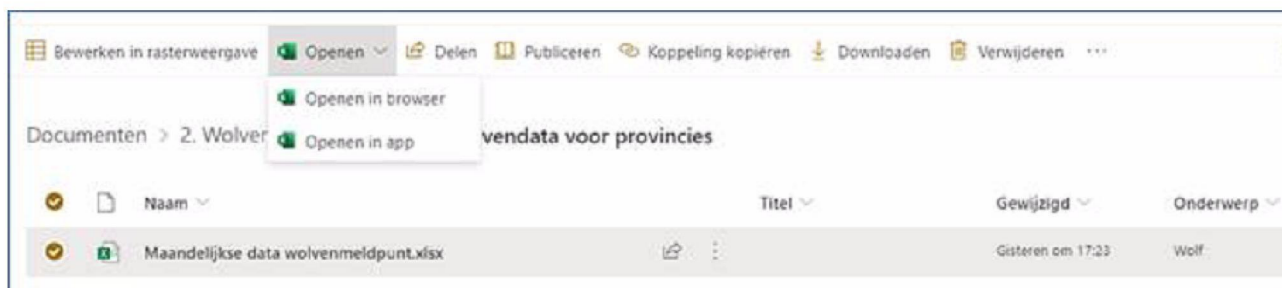 Bewerken in rasterweergave Openen Delen Publiceren Koppeling kopiëren Downloaden Verwijderen ...
Openen in browser
Documenten > 2. Wolven vendata voor provincies
Openen in app
Naam Titel Gewijzigd Onderwerp
Maandelijkse data wolvenmeldpunt.xlsx Gisteren om 17:23 Wolf